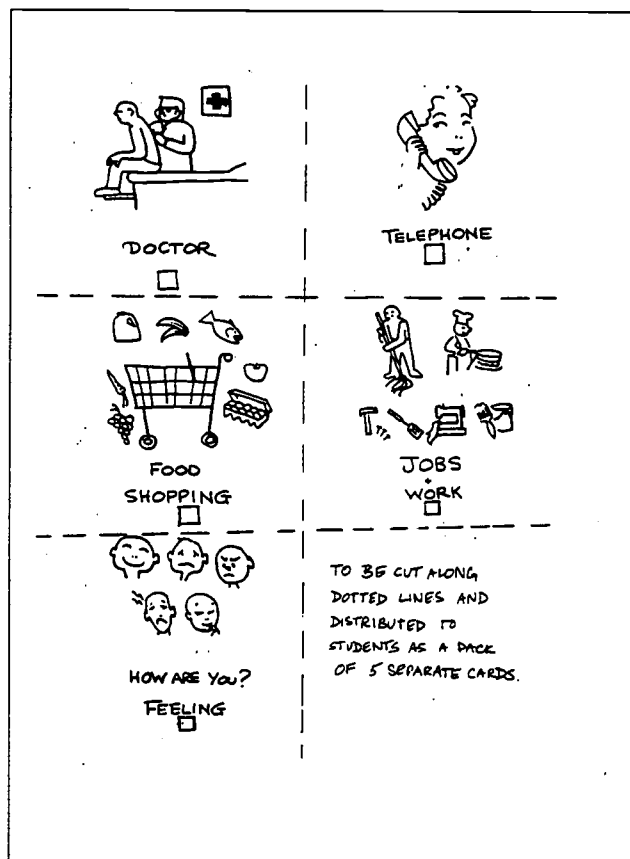 DOCTOR
TELEPHONE
FOOD
SHOPPING
JOBS
+
WORK
HOW ARE YOU?
FEELING
TO BE CUT ALONG
DOTTED LINES AND
DISTRIBUTED TO
STUDENTS AS A PACK
OF 5 SEPARATE CARDS.